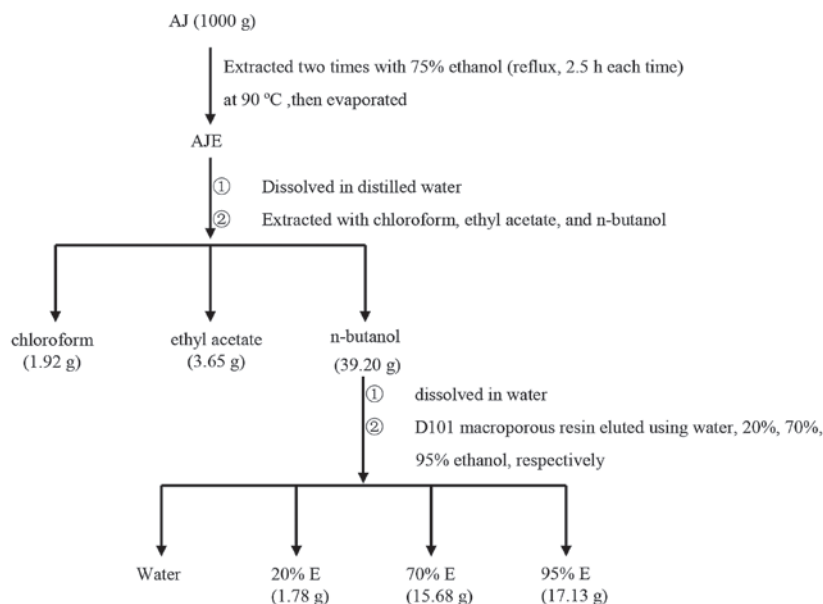 AJ (1000 g)
Extracted two times with 75% ethanol (reflux, 2.5 h each time)
at 90 ºC ,then evaporated
AJE
① Dissolved in distilled water
② Extracted with chloroform, ethyl acetate, and n-butanol
chloroform ethyl acetate n-butanol
(1.92 g) (3.65 g) (39.20 g)
① dissolved in water
② D101 macroporous resin eluted using water, 20%, 70%,
95% ethanol, respectively
Water 20% E 70% E 95% E
(1.78 g) (15.68 g) (17.13 g)